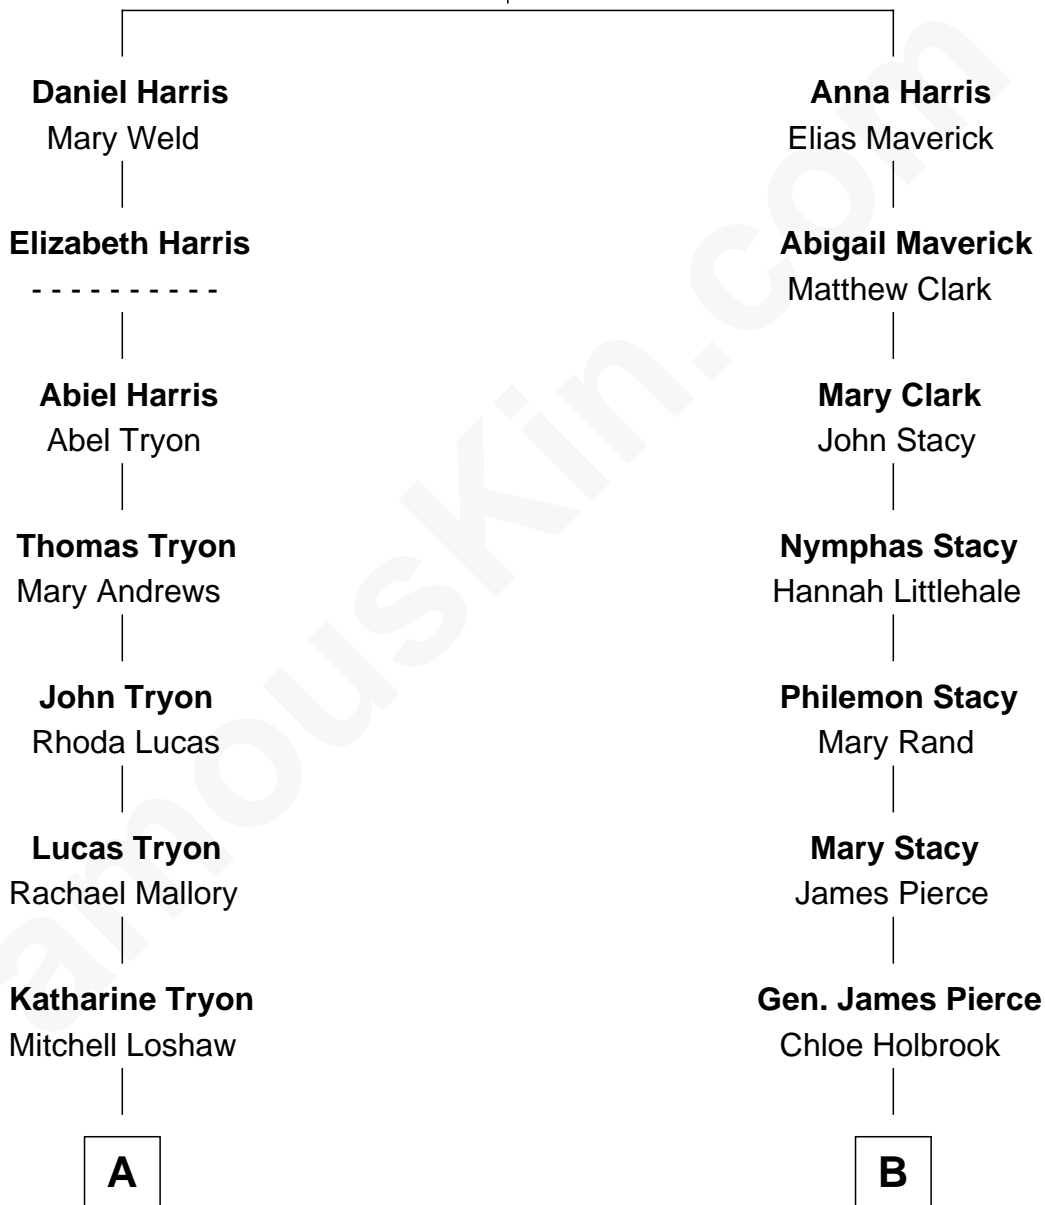 Daniel Harris
Mary Weld
Anna Harris
Elias Maverick
Elizabeth Harris
- - - - - - - - - -
Abigail Maverick
Matthew Clark
Abiel Harris
Abel Tryon
Mary Clark
John Stacy
Thomas Tryon
Mary Andrews
Nymphas Stacy
Hannah Littlehale
John Tryon
Rhoda Lucas
Philemon Stacy
Mary Rand
Lucas Tryon
Rachael Mallory
Mary Stacy
James Pierce
Katharine Tryon
Mitchell Loshaw
Gen. James Pierce
Chloe Holbrook
A
B
amouskin.com